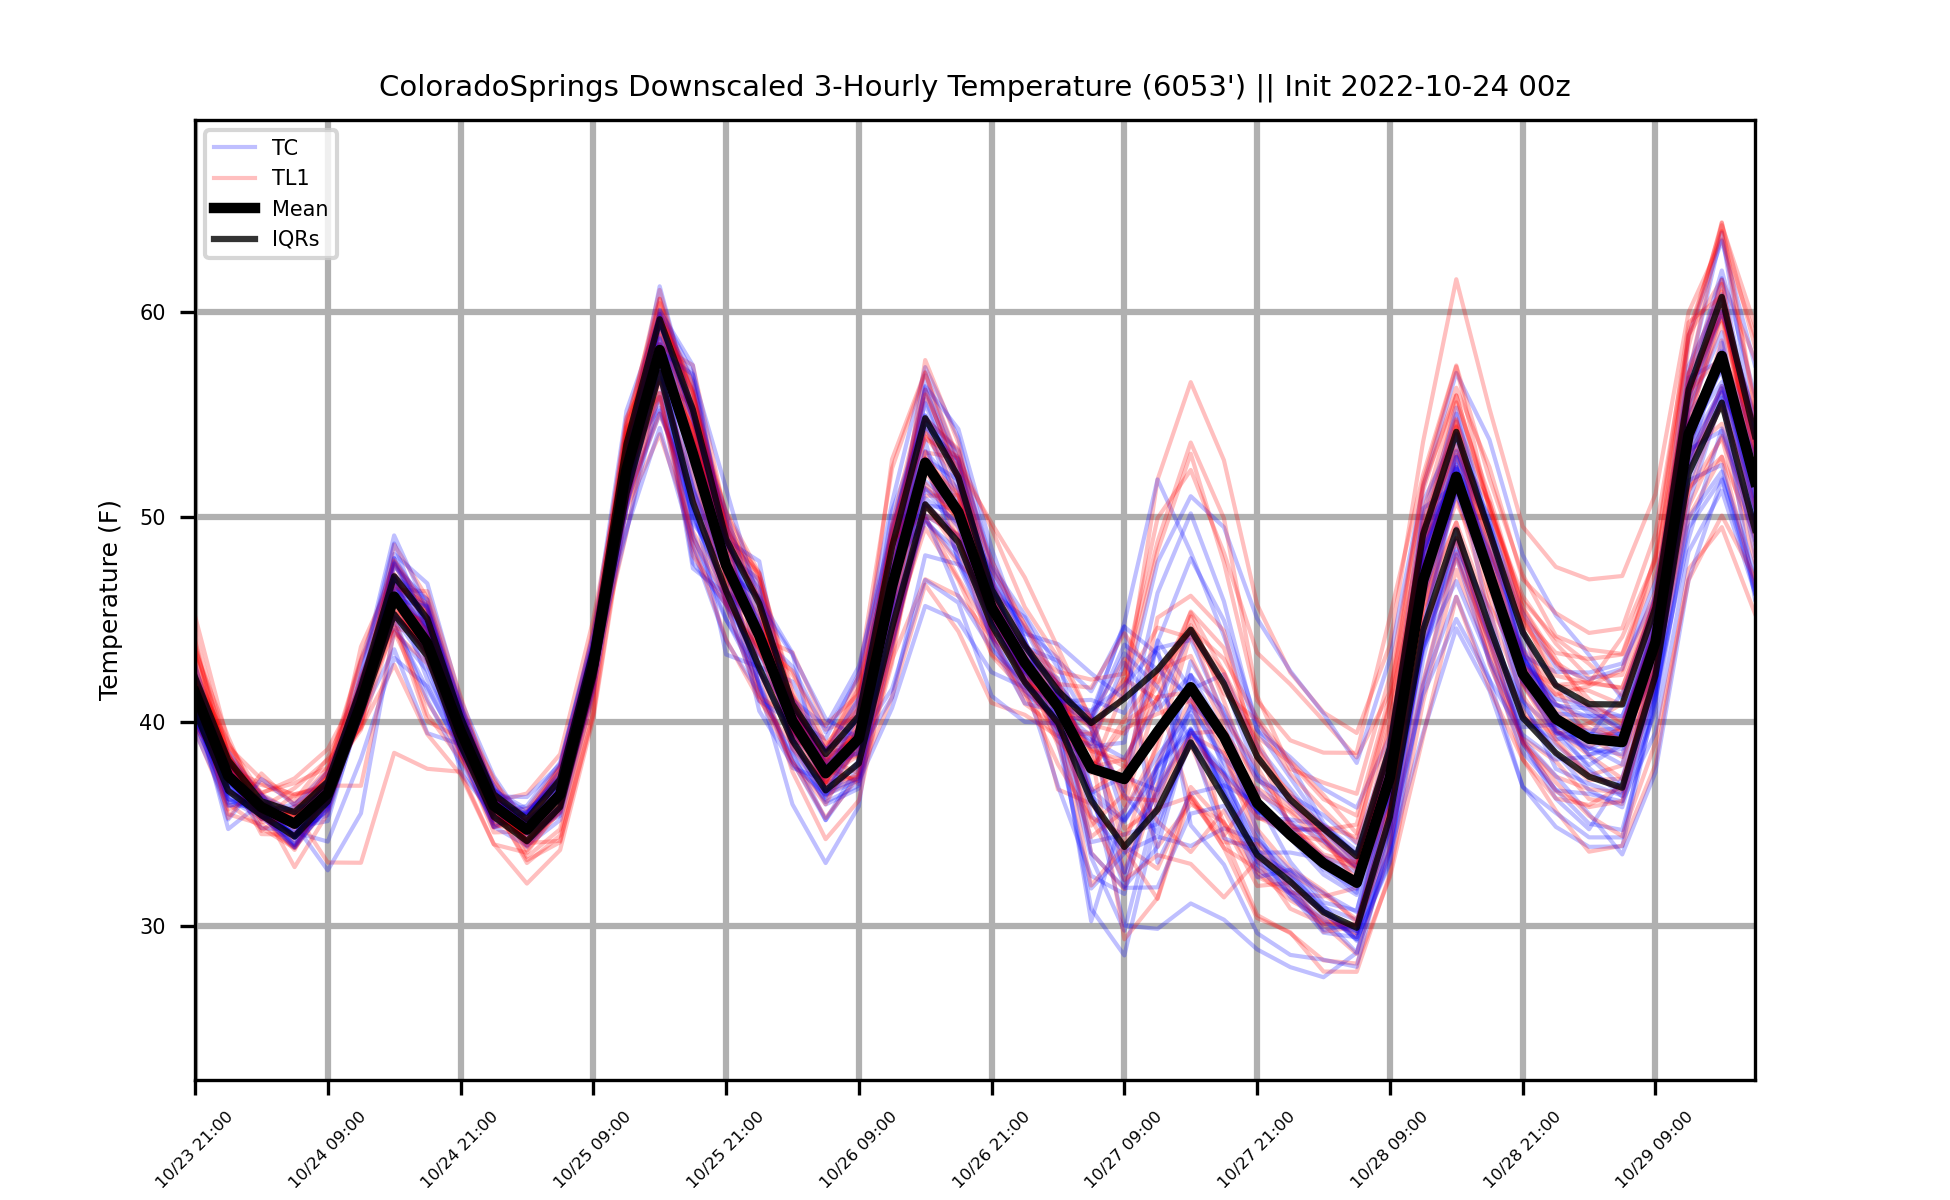 ColoradoSprings Downscaled 3-Hourly Temperature (6053') || Init 2022-10-24 00z
TC
TL1
Mean
IQRs
Temperature (F)
60
50
40
30
10/23 21:00
10/24 09:00
10/24 21:00
10/25 09:00
10/25 21:00
10/26 09:00
10/26 21:00
10/27 09:00
10/27 21:00
10/28 09:00
10/28 21:00
10/29 09:00